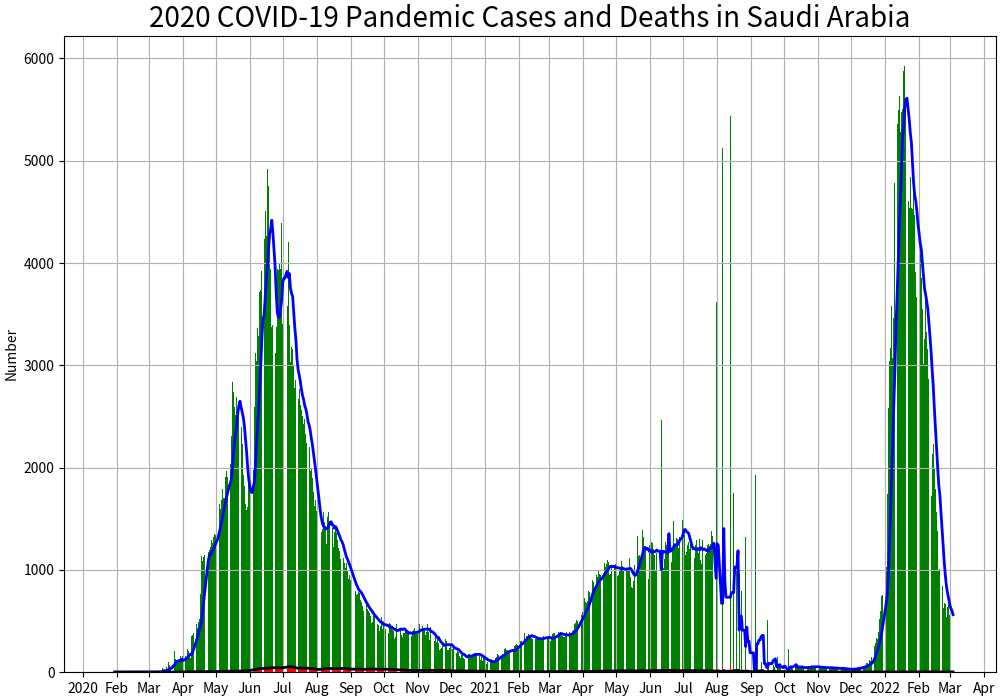 2020 COVID-19 Pandemic Cases and Deaths in Saudi Arabia
Number
6000
5000
4000
3000
2000
1000
0
2020 Feb Mar Apr May Jun Jul Aug Sep Oct Nov Dec 2021 Feb Mar Apr May Jun Jul Aug Sep Oct Nov Dec 2022 Feb Mar Apr